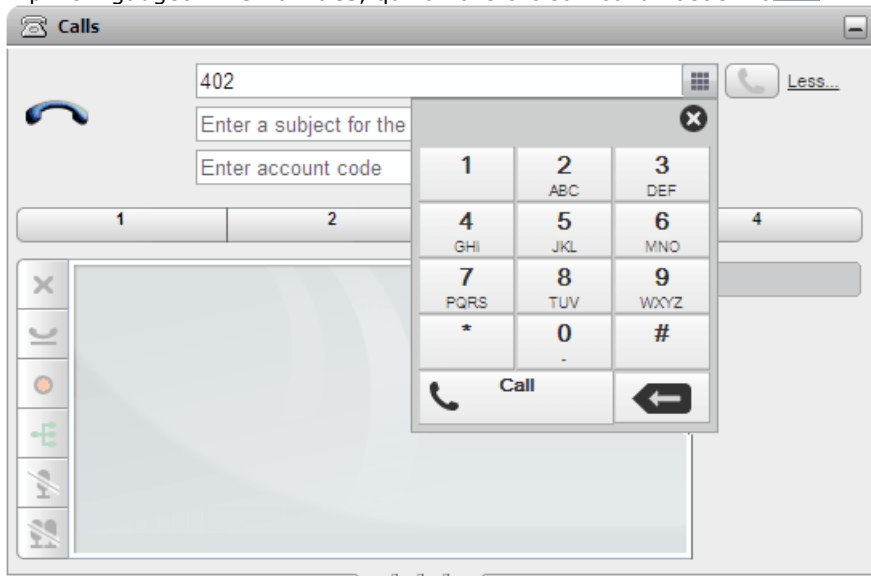 Calls
402
Less...
Enter a subject for the
Enter account code
1
2
ABC
3
DEF
1 2 4
4
GHI
5
JKL
6
MNO
7
PQRS
8
TUV
9
WXYZ
*
0
-
#
Call